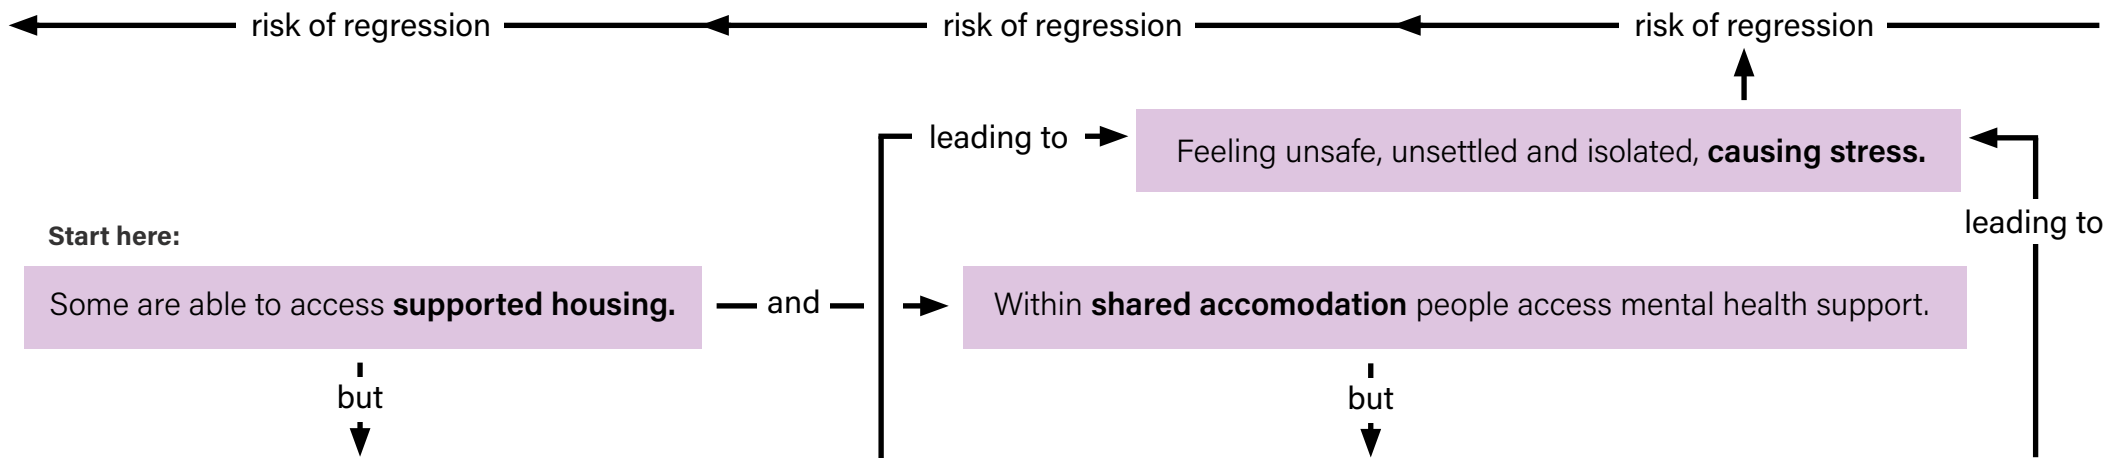 risk of regression
risk of regression
risk of regression
leading to
Feeling unsafe, unsettled and isolated, causing stress.
leading to
Start here:
Some are able to access supported housing.
and
Within shared accomodation people access mental health support.
but
but